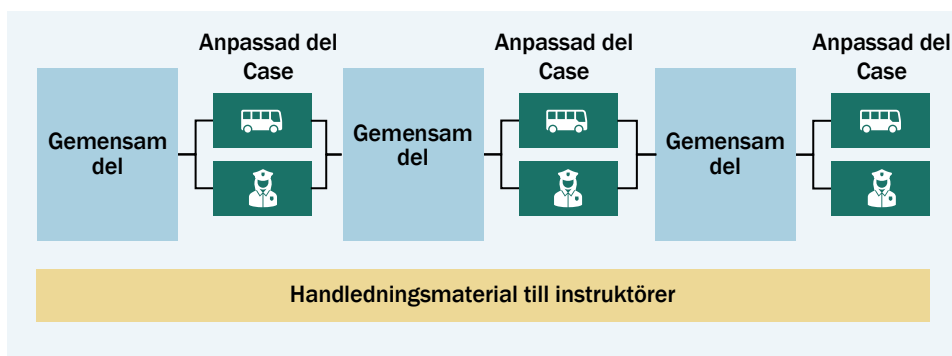 Anpassad del
Case
Anpassad del
Case
Anpassad del
Case
Gemensam
del
Gemensam
del
Gemensam
del
Handledningsmaterial till instruktörer